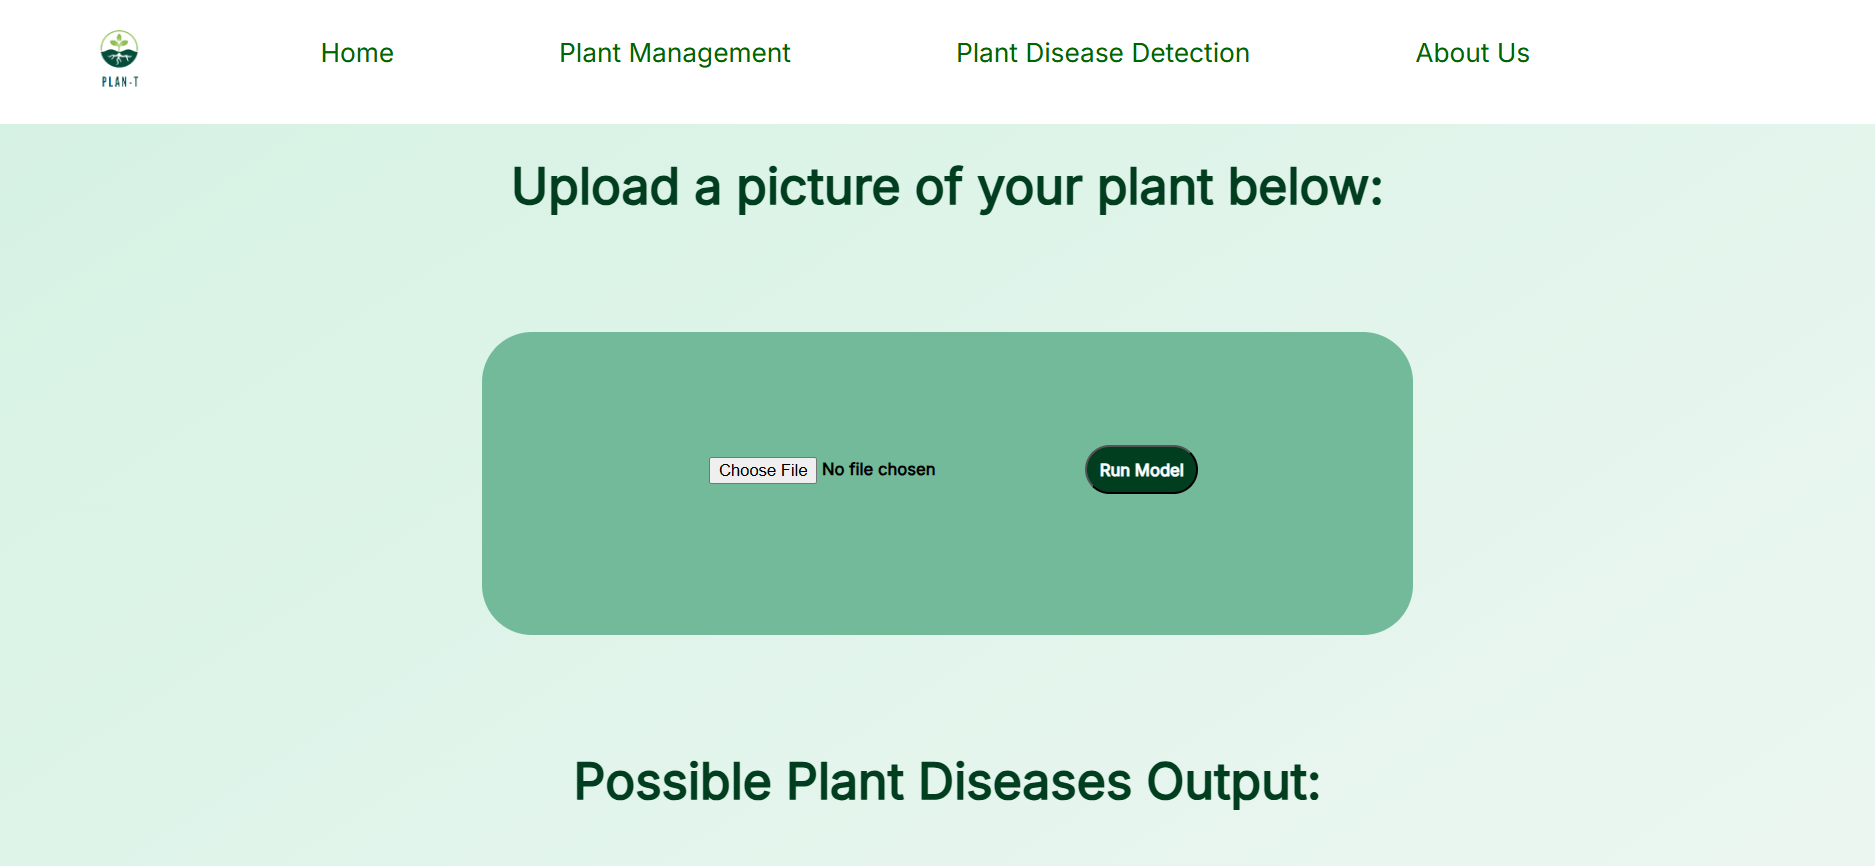 PLAN-T
Home
Plant Management
Plant Disease Detection
About Us
Upload a picture of your plant below:
Choose File No file chosen
Run Model
Possible Plant Diseases Output: